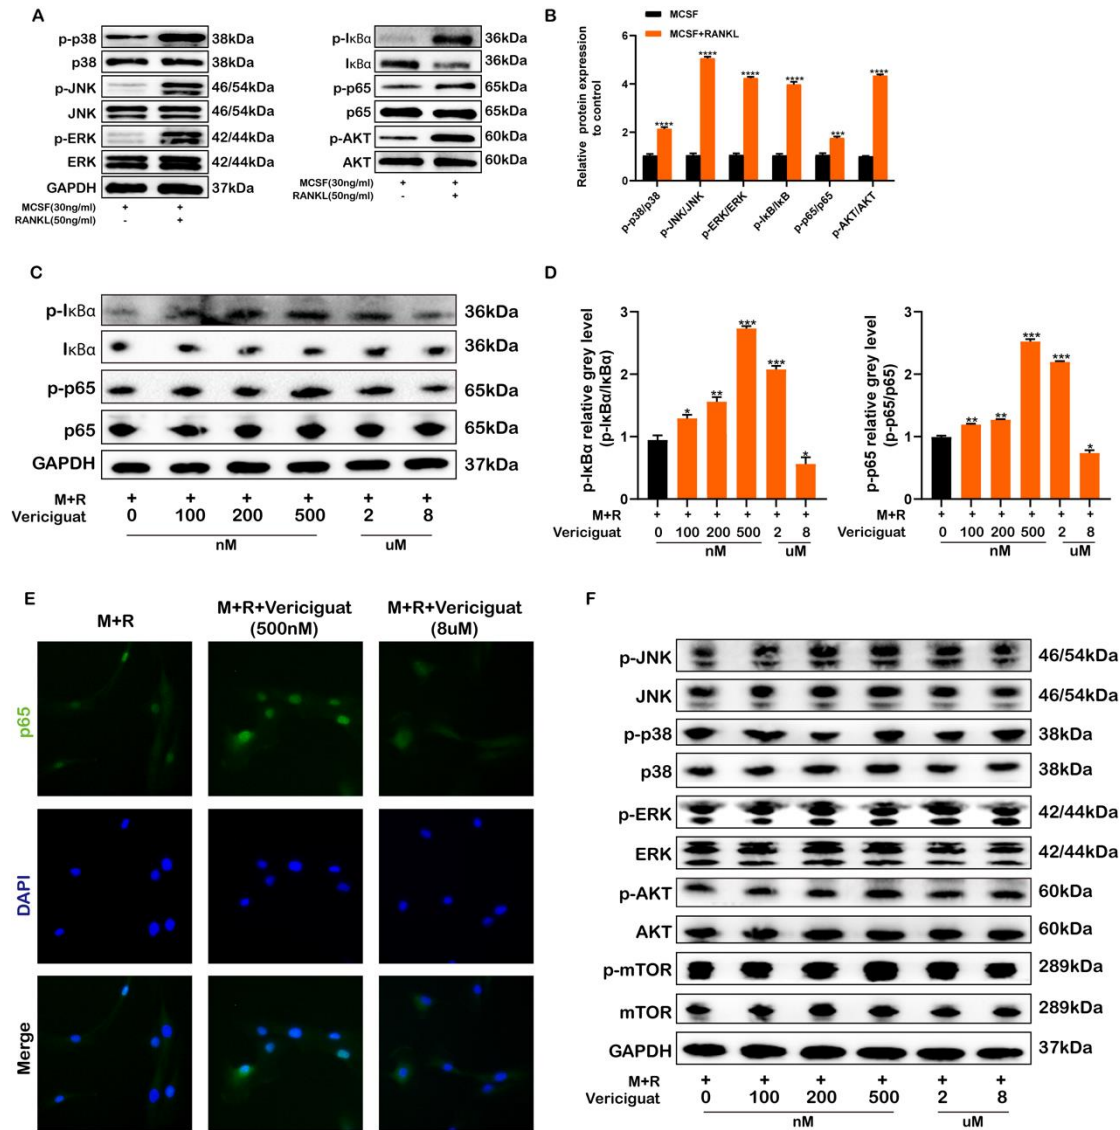 A
p-p38 38kDa
p38 38kDa
p-JNK 46/54kDa
JNK 46/54kDa
p-ERK 42/44kDa
ERK 42/44kDa
GAPDH 37kDa
MCSF(30ng/ml) + +
RANKL(50ng/ml) - +
p-IκBα 36kDa
IκBα 36kDa
p-p65 65kDa
p65 65kDa
p-AKT 60kDa
AKT 60kDa
MCSF(30ng/ml) + +
RANKL(50ng/ml) - +
B
MCSF
MCSF+RANKL
Relative protein expression
to control
6
4
2
0
**** **** **** **** *** ****
p-p38/p38
p-JNK/JNK
p-ERK/ERK
p-IκB/IκB
p-p65/p65
p-AKT/AKT
C
p-IκBα 36kDa
IκBα 36kDa
p-p65 65kDa
p65 65kDa
GAPDH 37kDa
M+R + + + + + +
Vericiguat 0 100 200 500 2 8
nM uM
D
p-IκBα relative grey level
(p-IκBα/IκBα)
3
2
1
0
* ** *** *** *
M+R + + + + + +
Vericiguat 0 100 200 500 2 8
nM uM
p-p65 relative grey level
(p-p65/p65)
3
2
1
0
** ** *** *** *
M+R + + + + + +
Vericiguat 0 100 200 500 2 8
nM uM
E
M+R
M+R+Vericiguat
(500nM)
M+R+Vericiguat
(8uM)
p65
DAPI
Merge
F
p-JNK 46/54kDa
JNK 46/54kDa
p-p38 38kDa
p38 38kDa
p-ERK 42/44kDa
ERK 42/44kDa
p-AKT 60kDa
AKT 60kDa
p-mTOR 289kDa
mTOR 289kDa
GAPDH 37kDa
M+R + + + + + +
Vericiguat 0 100 200 500 2 8
nM uM